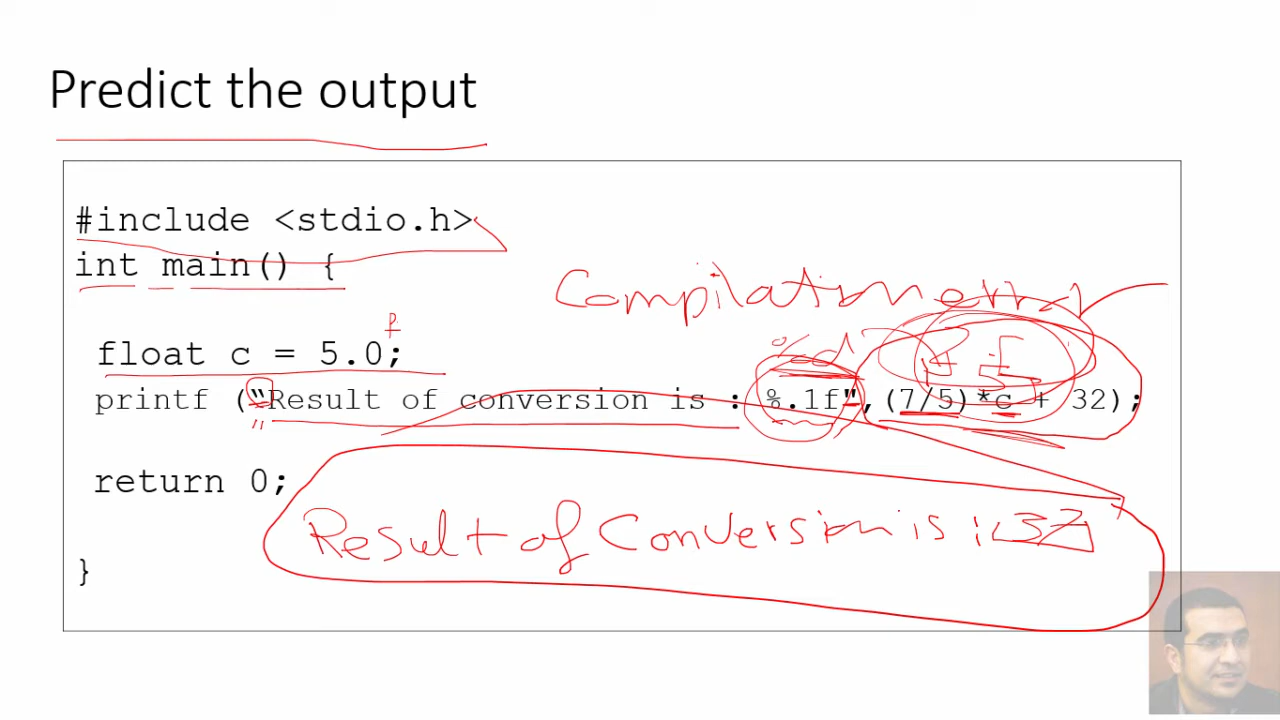 Predict the output
#include <stdio.h>
int main() {
Compilation error
f
float c = 5.0;
%d
printf ("Result of conversion is : %.1f",(7/5)*c + 32);
return 0;
Result of Conversion is : 37
}